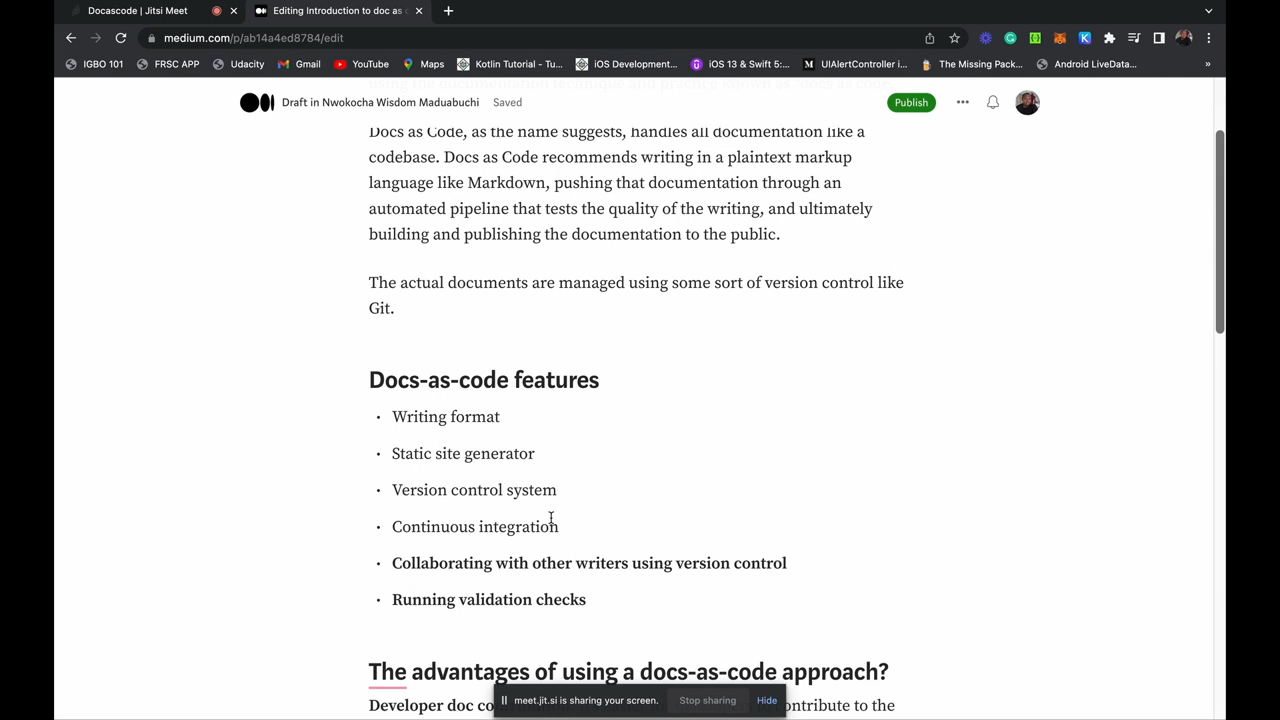 Docascode | Jitsi Meet
Editing Introduction to doc as
medium.com/p/ab14a4ed8784/edit
IGBO 101 FRSC APP Udacity Gmail YouTube Maps Kotlin Tutorial - Tu... iOS Development... iOS 13 & Swift 5:... UIAlertController i... The Missing Pack... Android LiveData... »
Draft in Nwokocha Wisdom Maduabuchi Saved Publish
Docs as Code, as the name suggests, handles all documentation like a
codebase. Docs as Code recommends writing in a plaintext markup
language like Markdown, pushing that documentation through an
automated pipeline that tests the quality of the writing, and ultimately
building and publishing the documentation to the public.
The actual documents are managed using some sort of version control like
Git.
Docs-as-code features
• Writing format
• Static site generator
• Version control system
• Continuous integration
• Collaborating with other writers using version control
• Running validation checks
The advantages of using a docs-as-code approach?
Developer doc co
ontribute to the
meet.jit.si is sharing your screen. Stop sharing Hide